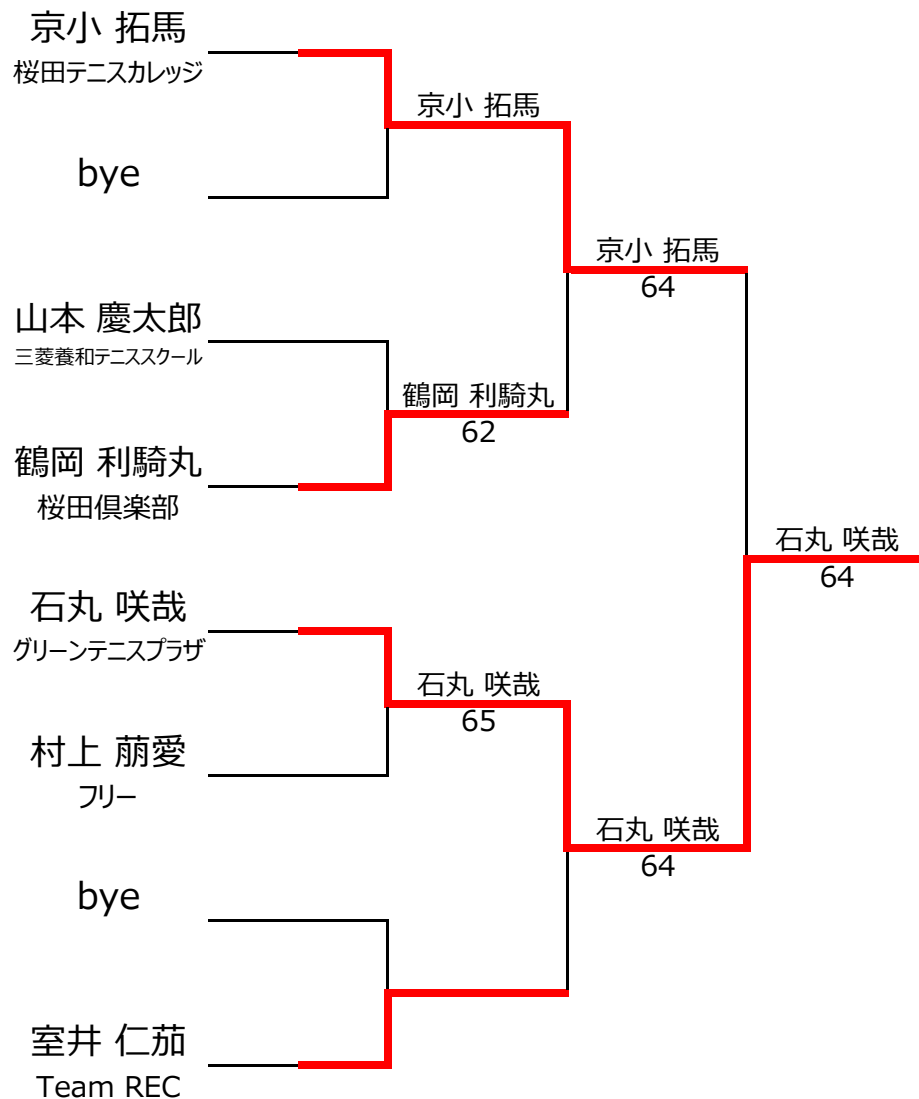 京小 拓馬
桜田テニスカレッジ
京小 拓馬
bye
京小 拓馬
64
山本 慶太郎
三菱養和テニススクール
鶴岡 利騎丸
62
鶴岡 利騎丸
桜田倶楽部
石丸 咲哉
64
石丸 咲哉
グリーンテニスプラザ
石丸 咲哉
65
村上 萠愛
フリー
石丸 咲哉
64
bye
室井 仁茄
Team REC